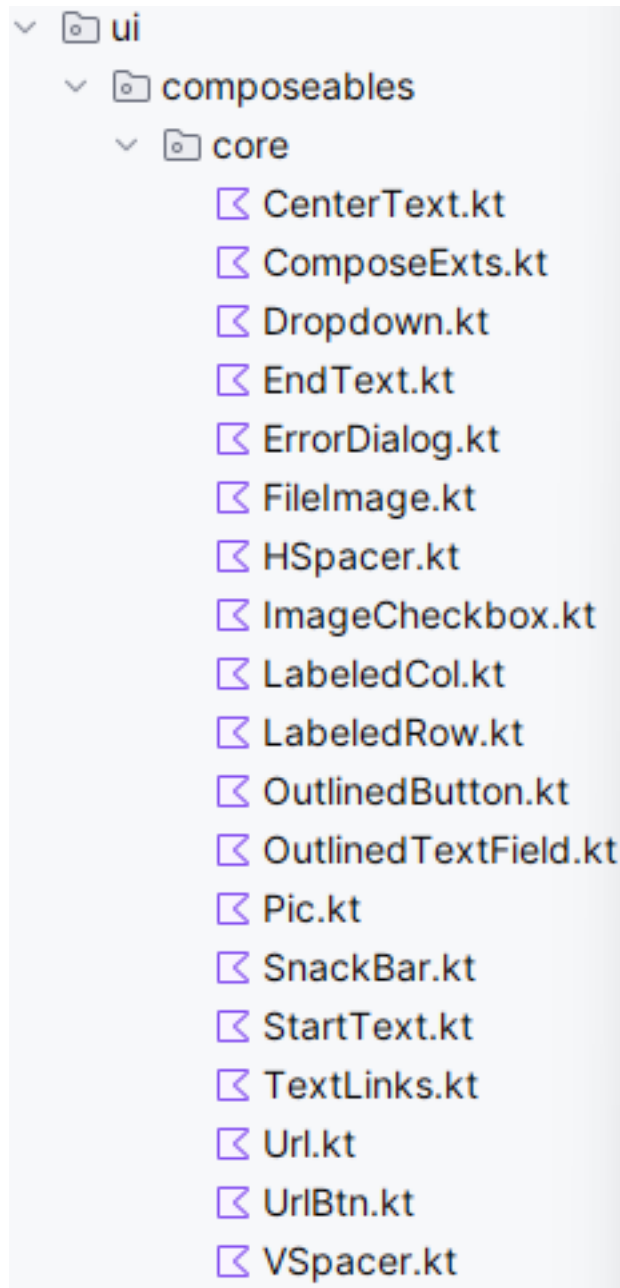 ui
composeables
core
CenterText.kt
ComposeExts.kt
Dropdown.kt
EndText.kt
ErrorDialog.kt
FileImage.kt
HSpacer.kt
ImageCheckbox.kt
LabeledCol.kt
LabeledRow.kt
OutlinedButton.kt
OutlinedTextField.kt
Pic.kt
SnackBar.kt
StartText.kt
TextLinks.kt
Url.kt
UrlBtn.kt
VSpacer.kt